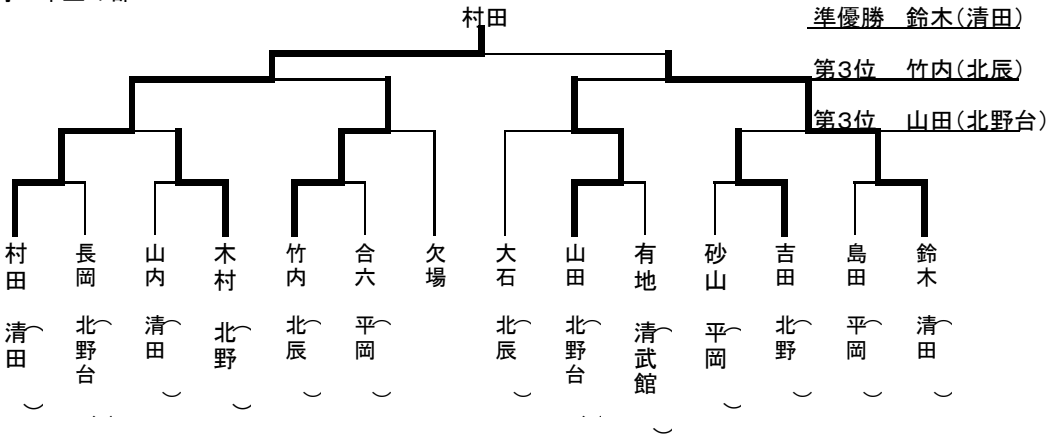 村田
準優勝 鈴木(清田)
第3位 竹内(北辰)
第3位 山田(北野台)
村田(清田)
長岡(北野台)
山内(清田)
木村(北野)
竹内(北辰)
合六(平岡)
欠場
大石(北辰)
山田(北野台)
有地(清武館)
砂山(平岡)
吉田(北野)
島田(平岡)
鈴木(清田)